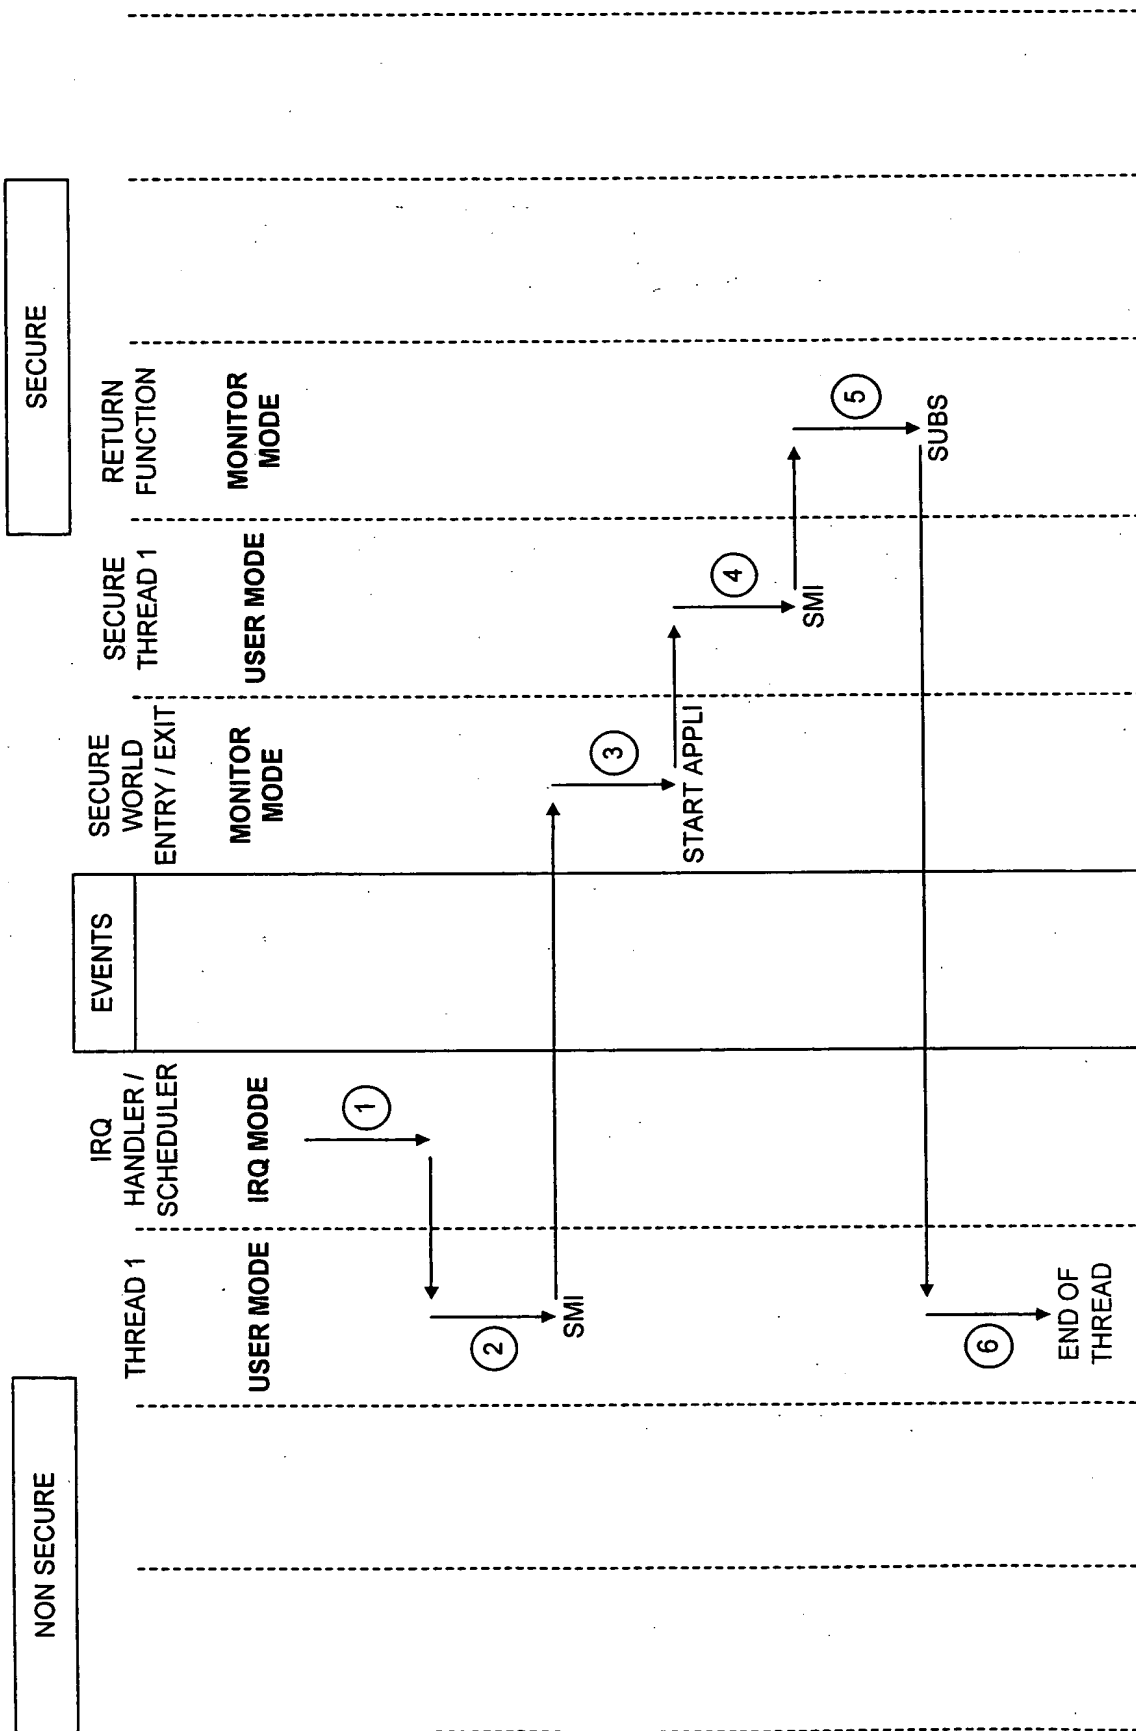 NON SECURE
SECURE
THREAD 1
USER MODE
IRQ
HANDLER /
SCHEDULER
IRQ MODE
EVENTS
SECURE
WORLD
ENTRY / EXIT
MONITOR
MODE
SECURE
THREAD 1
USER MODE
RETURN
FUNCTION
MONITOR
MODE
1
2
SMI
3
START APPLI
4
SMI
5
SUBS
6
END OF
THREAD